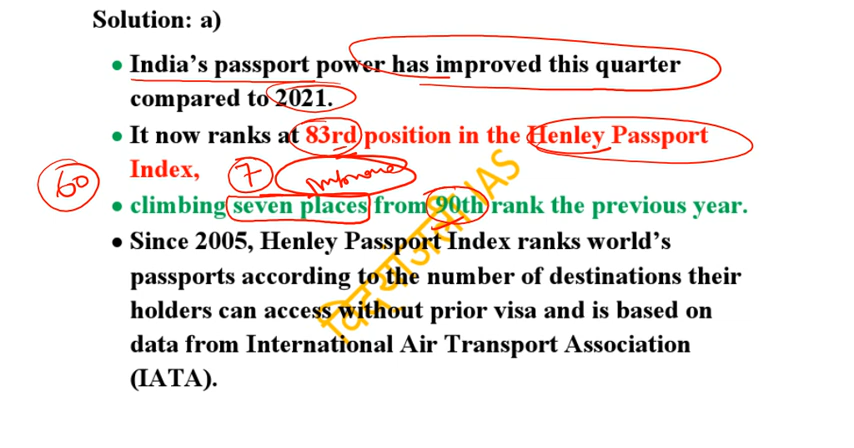 Solution: a)
• India's passport power has improved this quarter
compared to 2021.
• It now ranks at 83rd position in the Henley Passport
Index,
7
60
• climbing seven places from 90th rank the previous year.
• Since 2005, Henley Passport Index ranks world's
passports according to the number of destinations their
holders can access without prior visa and is based on
data from International Air Transport Association
(IATA).